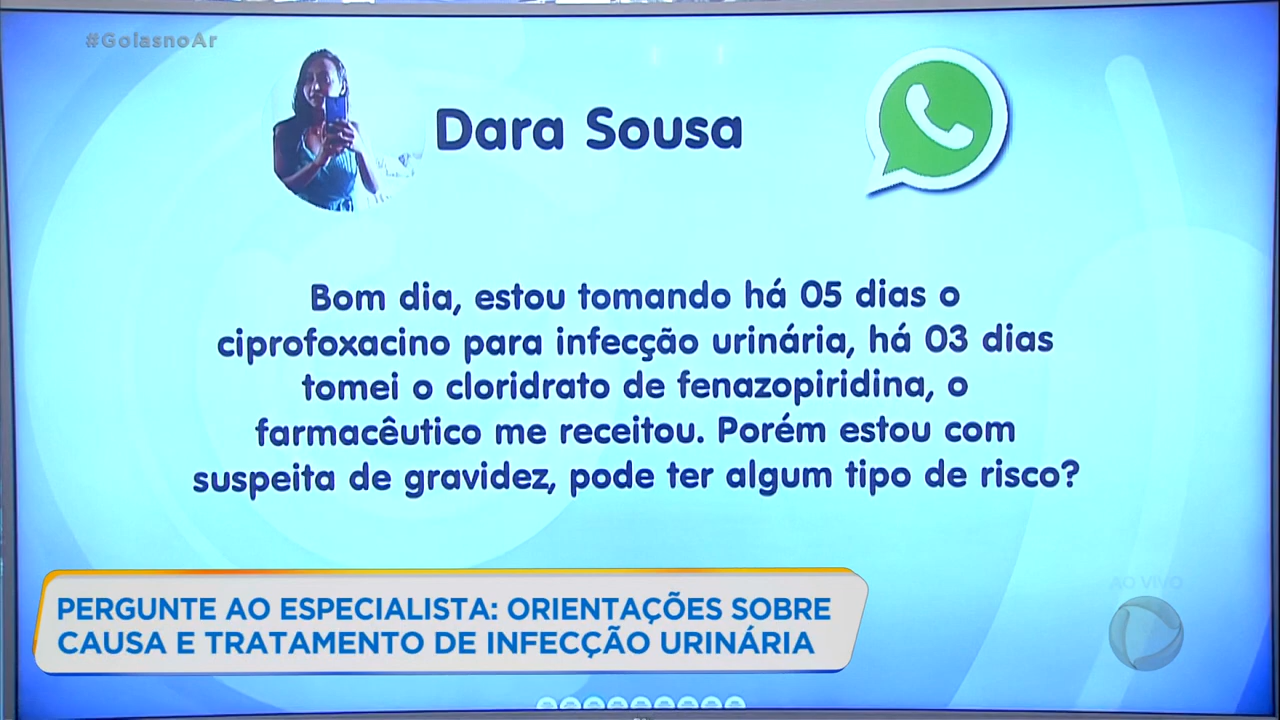 #GoiasnoAr
Dara Sousa
Bom dia, estou tomando há 05 dias o
ciprofoxacino para infecção urinária, há 03 dias
tomei o cloridrato de fenazopiridina, o
farmacêutico me receitou. Porém estou com
suspeita de gravidez, pode ter algum tipo de risco?
AO VIVO
PERGUNTE AO ESPECIALISTA: ORIENTAÇÕES SOBRE
CAUSA E TRATAMENTO DE INFECÇÃO URINÁRIA